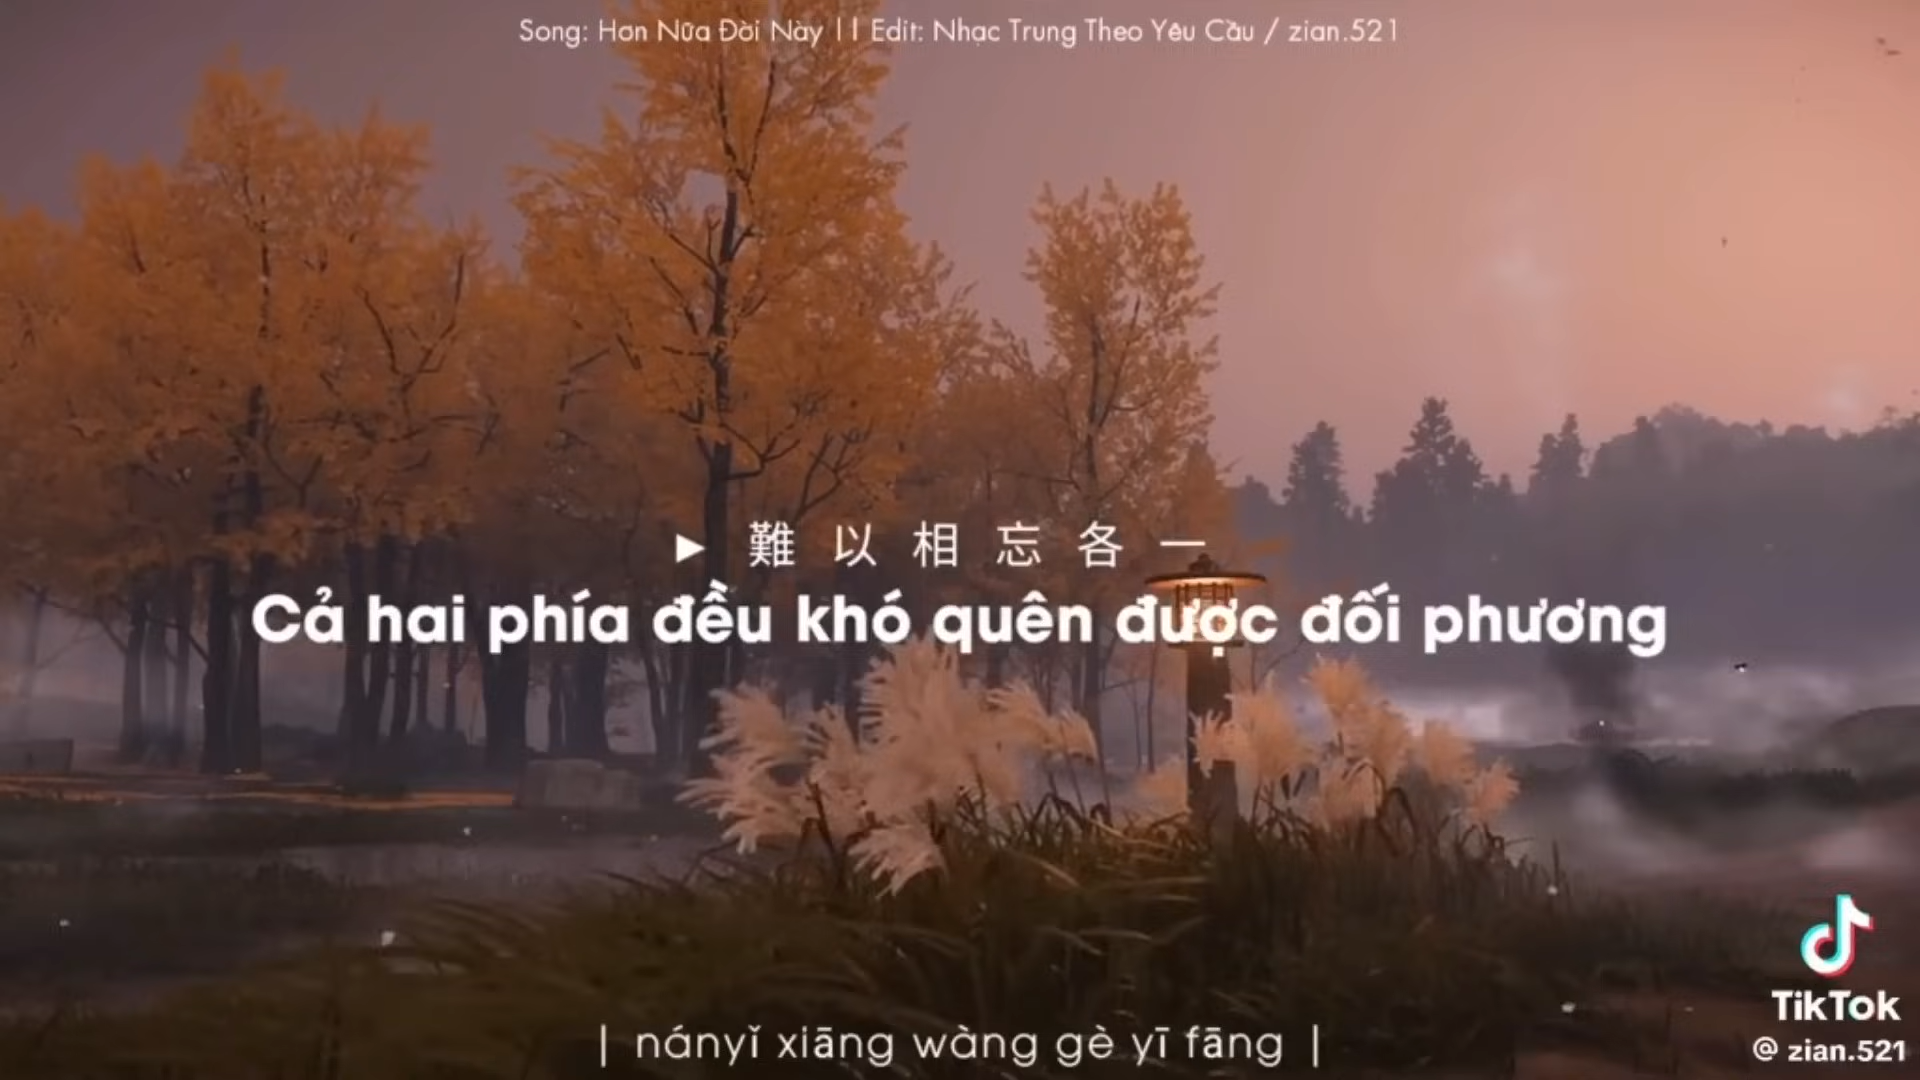 Song: Hơn Nửa Đời Này || Edit: Nhạc Trung Theo Yêu Cầu / zian.521
▶ 難以相忘各一
Cả hai phía đều khó quên được đối phương
| nányǐ xiāng wàng gè yī fāng |
TikTok
@ zian.521